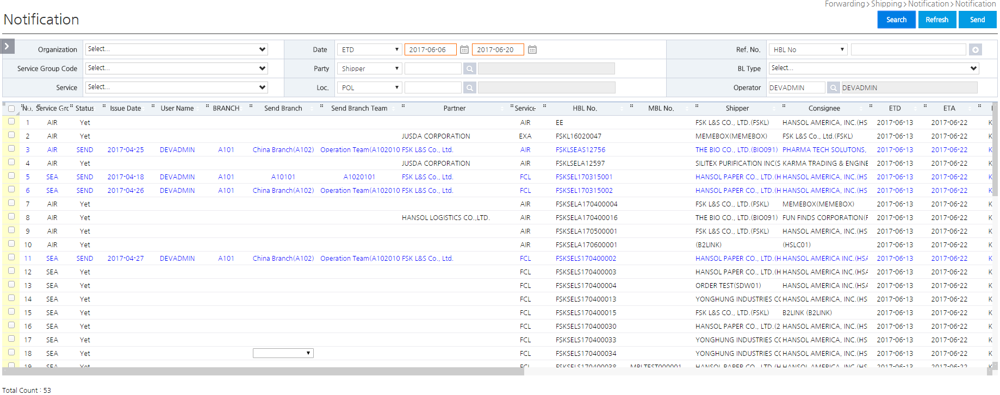 Forwarding > Shipping > Notification > Notification
Notification
Search Refresh Send
Organization Select... Date ETD 2017-06-06 2017-06-20 Ref. No. HBL No
Service Group Code Select... Party Shipper BL Type Select...
Service Select... Loc. POL Operator DEVADMIN DEVADMIN
No. Service Grc Status Issue Date User Name BRANCH Send Branch Send Branch Team Partner Service HBL No. MBL No. Shipper Consignee ETD ETA
1 AIR Yet AIR EE FSK L&S CO., LTD.(FSKL) HANSOL AMERICA, INC.(HS 2017-06-13 2017-06-22 K
2 AIR Yet JUSDA CORPORATION EXA FSKL16020047 MEMEBOX(MEMEBOX) FSK L&S Co., Ltd.(FSKL) 2017-06-13 2017-06-22 K
3 AIR SEND 2017-04-25 DEVADMIN A101 China Branch(A102) Operation Team(A102010 FSK L&S Co., Ltd. AIR FSKLSEAS12756 THE BIO CO., LTD.(BIO091) PHARMA TECH SOLUTONS, 2017-06-13 2017-06-22 K
4 AIR Yet JUSDA CORPORATION AIR FSKLSELA12597 SILITEX PURIFICATION INC(S KARMA TRADING & ENGINE 2017-06-13 2017-06-22 K
5 SEA SEND 2017-04-18 DEVADMIN A101 A10101 A1020101 FSK L&S Co., Ltd. FCL FSKSEL170315001 HANSOL PAPER CO., LTD.(H HANSOL AMERICA, INC.(HS 2017-06-13 2017-06-22 K
6 SEA SEND 2017-04-26 DEVADMIN A101 China Branch(A102) Operation Team(A102010 FSK L&S Co., Ltd. FCL FSKSEL170315002 HANSOL PAPER CO., LTD.(H HANSOL AMERICA, INC.(HS 2017-06-13 2017-06-22 K
7 AIR Yet AIR FSKSELA170400004 FSK L&S CO., LTD.(FSKL) MEMEBOX(MEMEBOX) 2017-06-13 2017-06-22 K
8 AIR Yet HANSOL LOGISTICS CO.,LTD. AIR FSKSELA170400016 THE BIO CO., LTD.(BIO091) FUN FINDS CORPORATION(F 2017-06-13 2017-06-22 K
9 AIR Yet AIR FSKSELA170500001 FSK L&S CO., LTD.(FSKL) HANSOL AMERICA, INC.(HS 2017-06-13 2017-06-22 K
10 AIR Yet AIR FSKSELA170600001 (B2LINK) (HSLC01) 2017-06-13 2017-06-22 K
11 SEA SEND 2017-04-27 DEVADMIN A101 China Branch(A102) Operation Team(A102010 FSK L&S Co., Ltd. FCL FSKSELS170400002 HANSOL PAPER CO., LTD.(H HANSOL AMERICA INC.(HSA 2017-06-13 2017-06-22 K
12 SEA Yet FCL FSKSELS170400003 HANSOL PAPER CO., LTD.(H HANSOL AMERICA INC.(HSA 2017-06-13 2017-06-22 K
13 SEA Yet FCL FSKSELS170400004 ORDER TEST(SDW01) HANSOL AMERICA INC.(HSA 2017-06-13 2017-06-22 K
14 SEA Yet FCL FSKSELS170400013 YONGHUNG INDUSTRIES CC HANSOL AMERICA, INC.(HS 2017-06-13 2017-06-22 K
15 SEA Yet FCL FSKSELS170400015 FSK L&S CO., LTD.(FSKL) B2LINK (B2LINK) 2017-06-13 2017-06-22 K
16 SEA Yet FCL FSKSELS170400030 HANSOL PAPER CO., LTD.(2 HANSOL AMERICA, INC.(HS 2017-06-13 2017-06-22 K
17 SEA Yet FCL FSKSELS170400033 YONGHUNG INDUSTRIES CC HANSOL AMERICA, INC.(HS 2017-06-13 2017-06-22 K
18 SEA Yet FCL FSKSELS170400034 YONGHUNG INDUSTRIES CC HANSOL AMERICA, INC.(HS 2017-06-13 2017-06-22 K
19 SEA Yet FCL FSKSELS170400038 MBLTEST000001 HANSOL PAPER CO., LTD.(H HANSOL AMERICA, INC.(HS 2017-06-13 2017-06-22 K
Total Count : 53